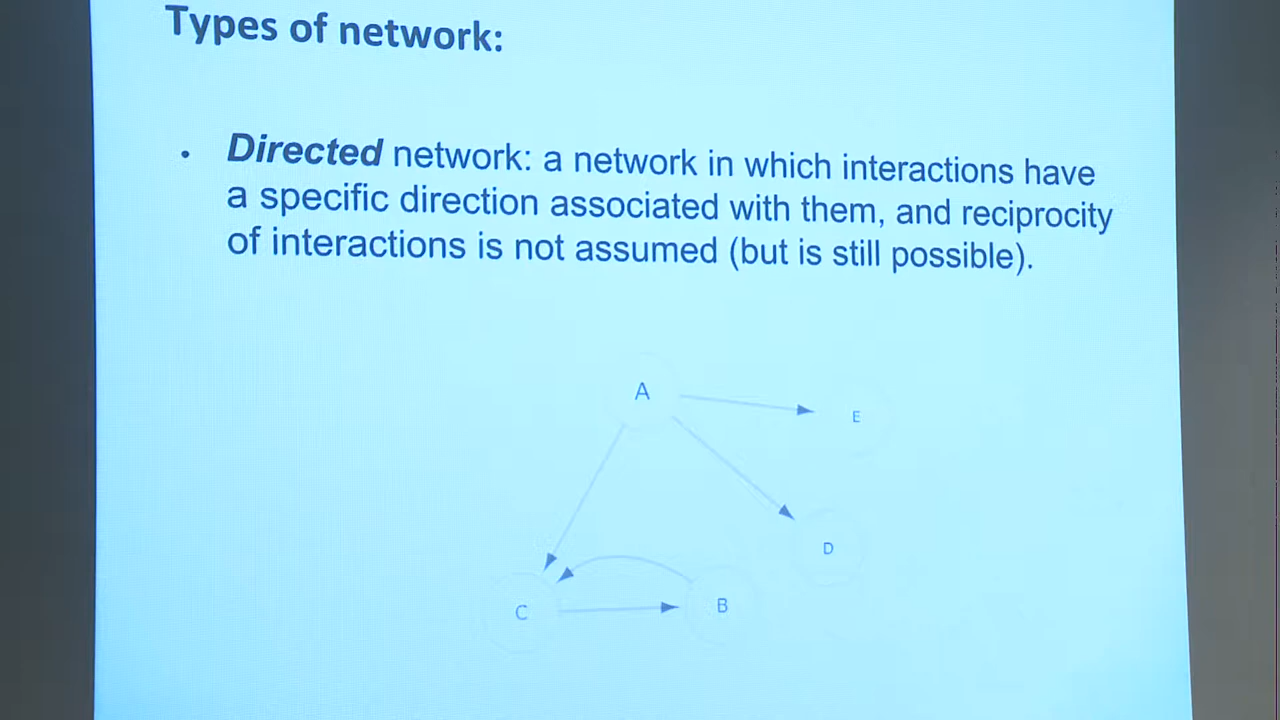 Types of network:
• Directed network: a network in which interactions have
a specific direction associated with them, and reciprocity
of interactions is not assumed (but is still possible).
A
E
D
C
B